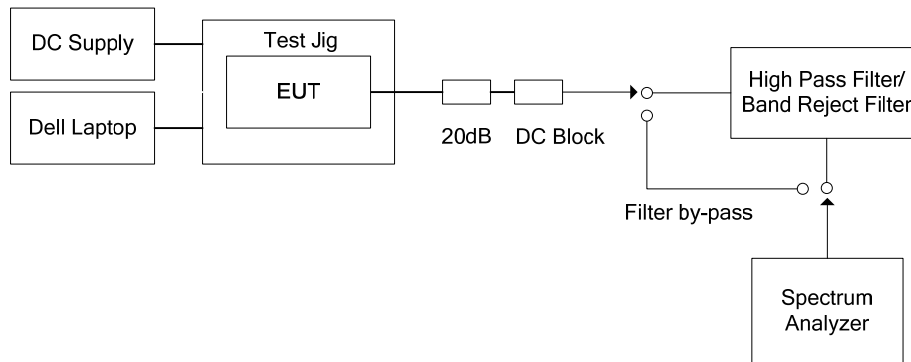 DC Supply
Test Jig
EUT
Dell Laptop
20dB
DC Block
High Pass Filter/
Band Reject Filter
Filter by-pass
Spectrum
Analyzer